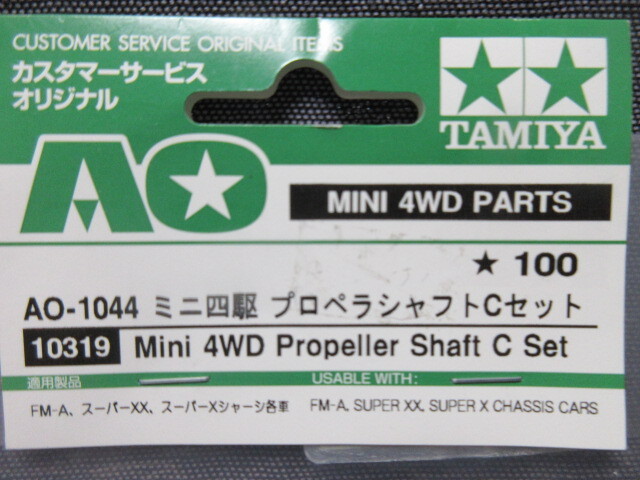 CUSTOMER SERVICE ORIGINAL ITEMS
カスタマーサービス
オリジナル
TAMIYA
AO
MINI 4WD PARTS
★ 100
AO-1044 ミニ四駆 プロペラシャフトCセット
10319 Mini 4WD Propeller Shaft C Set
適用製品 USABLE WITH:
FM-A、スーパーXX、スーパーXシャーシ各車 FM-A, SUPER XX, SUPER X CHASSIS CARS